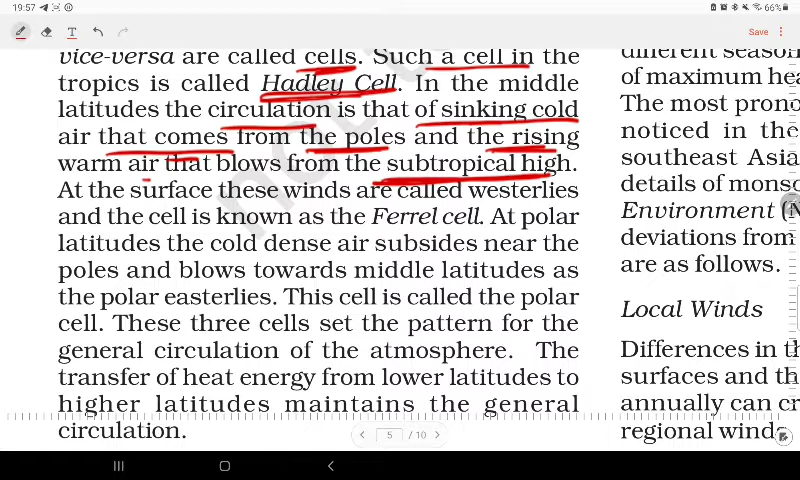 19:57
66%
Save
vice-versa are called cells. Such a cell in the
tropics is called Hadley Cell. In the middle
latitudes the circulation is that of sinking cold
air that comes from the poles and the rising
warm air that blows from the subtropical high.
At the surface these winds are called westerlies
and the cell is known as the Ferrel cell. At polar
latitudes the cold dense air subsides near the
poles and blows towards middle latitudes as
the polar easterlies. This cell is called the polar
cell. These three cells set the pattern for the
general circulation of the atmosphere. The
transfer of heat energy from lower latitudes to
higher latitudes maintains the general
circulation.
different season
of maximum hea
The most prono
noticed in the
southeast Asia
details of mons
Environment (N
deviations from
are as follows.
Local Winds
Differences in th
surfaces and th
annually can cr
regional winds
5 / 10